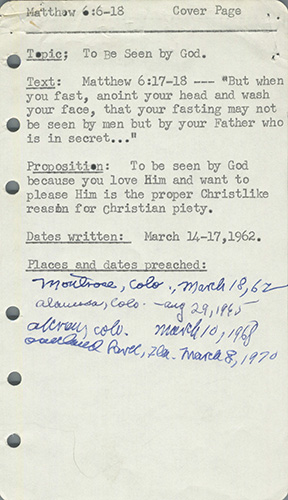 Matthew 6:6-18 Cover Page
Topic; To Be Seen by God.
Text: Matthew 6:17-18 --- "But when
you fast, anoint your head and wash
your face, that your fasting may not
be seen by men but by your Father who
is in secret..."
Proposition: To be seen by God
because you love Him and want to
please Him is the proper Christlike
reason for Christian piety.
Dates written: March 14-17,1962.
Places and dates preached:
Montrose, Colo., March 18, 62
Alamosa, Colo. - Aug 29, 1965
Akron, Colo. March 10, 1968
Oakland Park, Fla. March 8, 1970